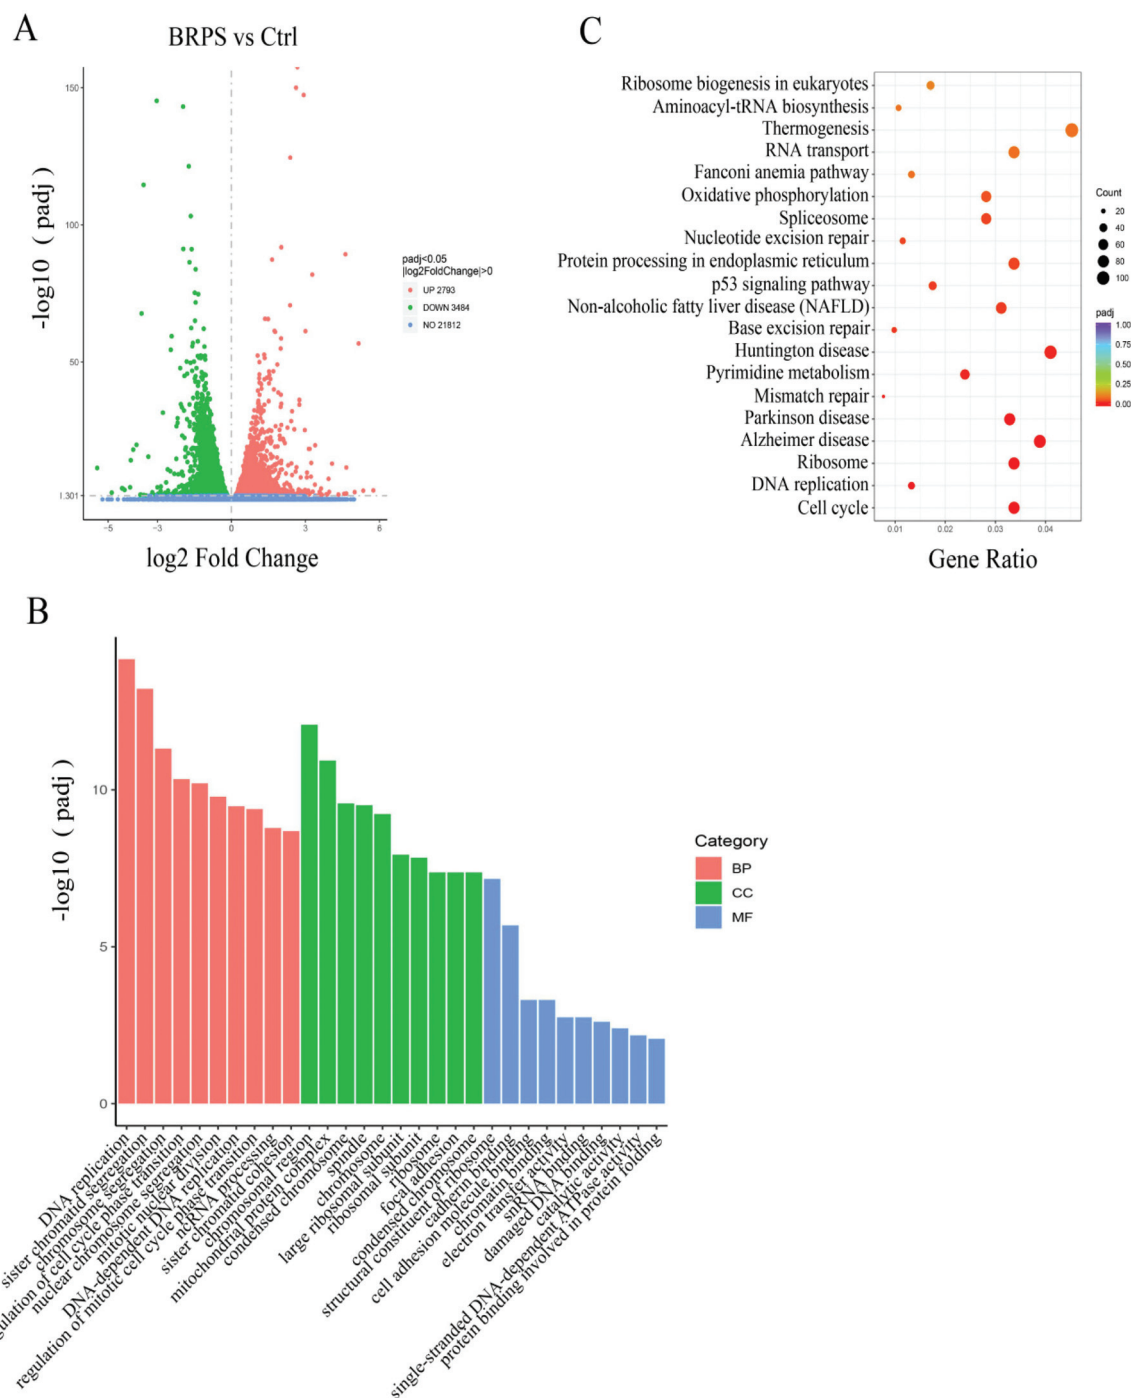 A
BRPS vs Ctrl
-log10 ( padj )
150
100
50
1.301
-5
-3
0
3
6
log2 Fold Change
padj<0.05
|log2FoldChange|>0
UP 2793
DOWN 3484
NO 21812
C
Ribosome biogenesis in eukaryotes
Aminoacyl-tRNA biosynthesis
Thermogenesis
RNA transport
Fanconi anemia pathway
Oxidative phosphorylation
Spliceosome
Nucleotide excision repair
Protein processing in endoplasmic reticulum
p53 signaling pathway
Non-alcoholic fatty liver disease (NAFLD)
Base excision repair
Huntington disease
Pyrimidine metabolism
Mismatch repair
Parkinson disease
Alzheimer disease
Ribosome
DNA replication
Cell cycle
0.01
0.02
0.03
0.04
Gene Ratio
Count
20
40
60
80
100
padj
1.00
0.75
0.50
0.25
0.00
B
-log10 ( padj )
10
5
0
DNA replication
sister chromatid segregation
chromosome segregation
gulation of cell cycle phase transition
nuclear chromosome segregation
mitotic nuclear division
DNA-dependent DNA replication
regulation of mitotic cell cycle phase transition
ncRNA processing
sister chromatid cohesion
chromosomal region
mitochondrial protein complex
condensed chromosome
spindle
chromosome
large ribosomal subunit
ribosomal subunit
ribosome
focal adhesion
condensed chromosome
structural constituent of ribosome
cadherin binding
cell adhesion molecule binding
chromatin binding
electron transfer activity
snRNA binding
damaged DNA binding
catalytic activity
single-stranded DNA-dependent ATPase activity
protein binding involved in protein folding
Category
BP
CC
MF